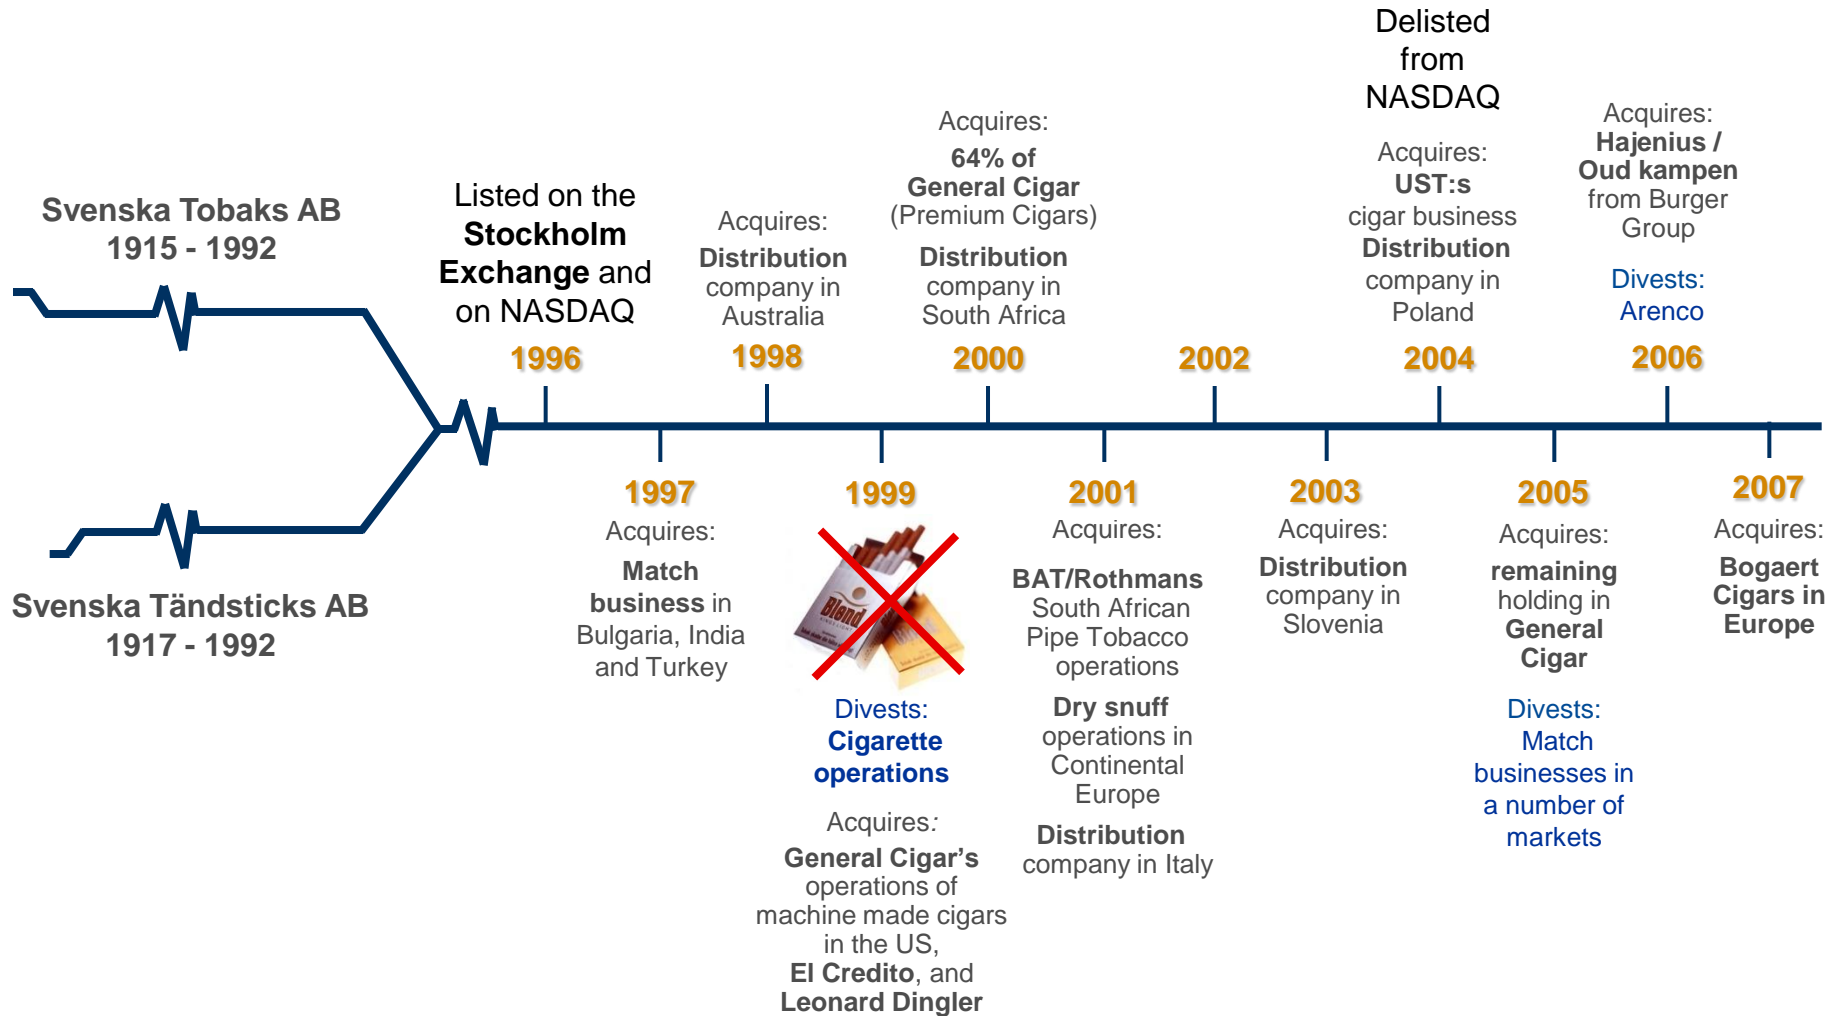 Svenska Tobaks AB
1915 - 1992
Svenska Tändsticks AB
1917 - 1992
Listed on the
Stockholm
Exchange and
on NASDAQ
1996
1997
Acquires:
Match
business in
Bulgaria, India
and Turkey
Acquires:
Distribution
company in
Australia
1998
1999
Blend
Divests:
Cigarette
operations
Acquires:
General Cigar’s
operations of
machine made cigars
in the US,
El Credito, and
Leonard Dingler
Acquires:
64% of
General Cigar
(Premium Cigars)
Distribution
company in
South Africa
2000
2001
Acquires:
BAT/Rothmans
South African
Pipe Tobacco
operations
Dry snuff
operations in
Continental
Europe
Distribution
company in Italy
2002
2003
Acquires:
Distribution
company in
Slovenia
Delisted
from
NASDAQ
Acquires:
UST:s
cigar business
Distribution
company in
Poland
2004
2005
Acquires:
remaining
holding in
General
Cigar
Divests:
Match
businesses in
a number of
markets
Acquires:
Hajenius /
Oud kampen
from Burger
Group
Divests:
Arenco
2006
2007
Acquires:
Bogaert
Cigars in
Europe